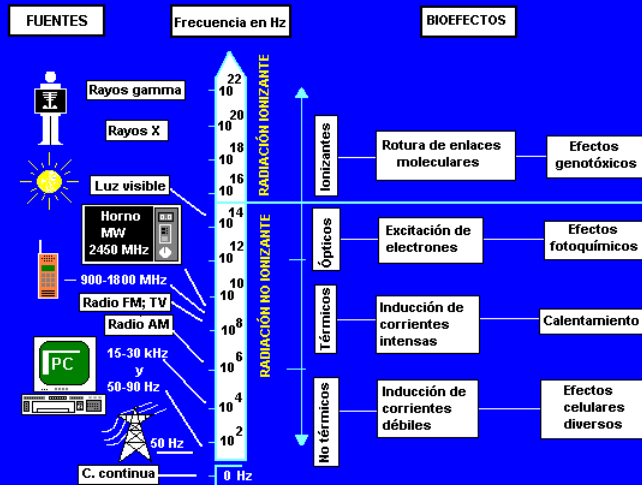 FUENTES
Frecuencia en Hz
BIOEFECTOS
Rayos gamma
Rayos X
Luz visible
Horno
MW
2450 MHz
900-1800 MHz
Radio FM; TV
Radio AM
15-30 kHz
y
50-90 Hz
PC
50 Hz
C. continua
10 22
10 20
10 18
10 16
10 14
10 12
10 10
10 8
10 6
10 4
10 2
0 Hz
RADIACIÓN IONIZANTE
RADIACIÓN NO IONIZANTE
Ionizantes
Rotura de enlaces
moleculares
Efectos
genotóxicos
Ópticos
Excitación de
electrones
Efectos
fotoquímicos
Térmicos
Inducción de
corrientes
intensas
Calentamiento
No térmicos
Inducción de
corrientes
débiles
Efectos
celulares
diversos